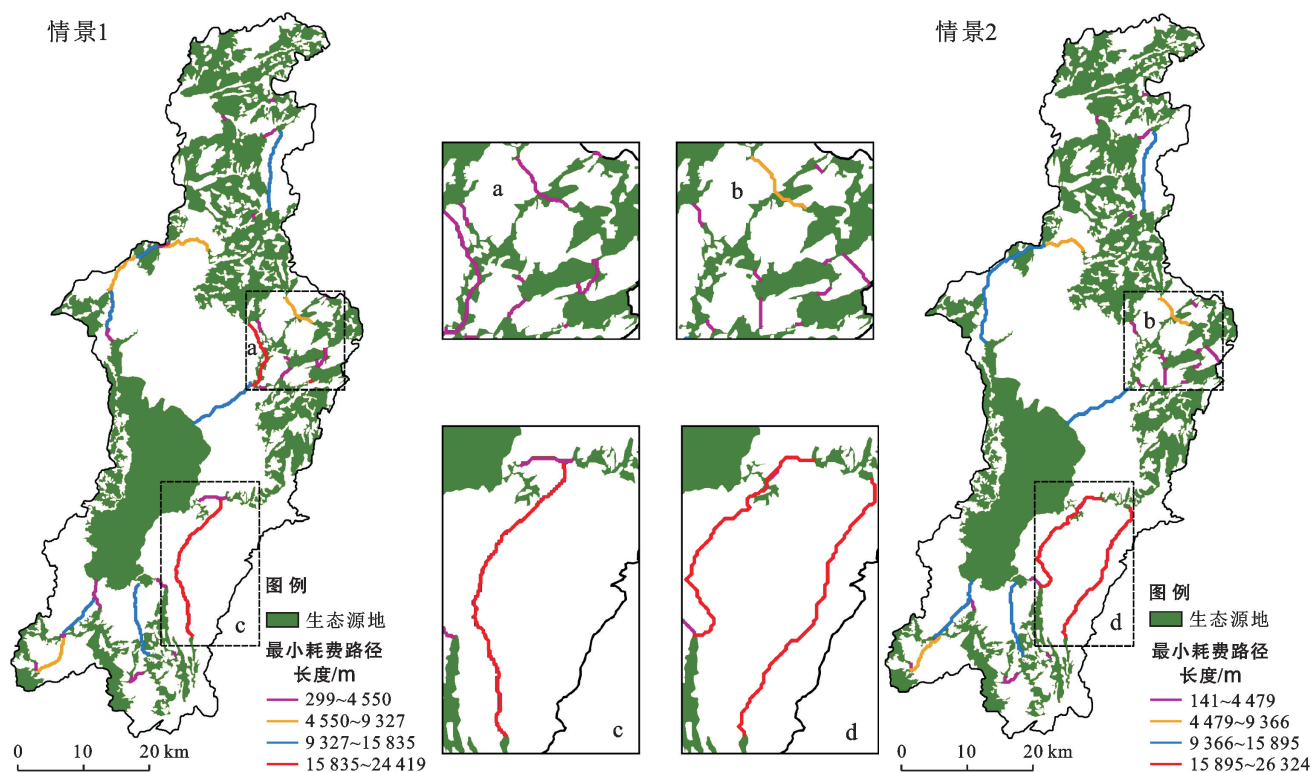 情景1
情景2
a
b
a
b
c
d
c
d
图 例
生态源地
最小耗费路径
长度/m
299~4 550
4 550~9 327
9 327~15 835
15 835~24 419
0 10 20 km
图 例
生态源地
最小耗费路径
长度/m
141~4 479
4 479~9 366
9 366~15 895
15 895~26 324
0 10 20 km